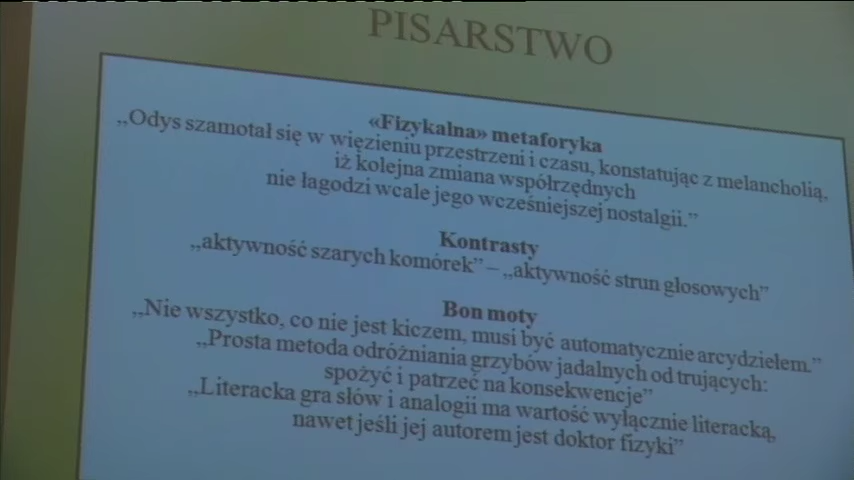 PISARSTWO
«Fizykalna» metaforyka
„Odys szamotał się w więzieniu przestrzeni i czasu, konstatując z melancholią,
iż kolejna zmiana współrzędnych
nie łagodzi wcale jego wcześniejszej nostalgii.”
Kontrasty
„aktywność szarych komórek” – „aktywność strun głosowych”
Bon moty
„Nie wszystko, co nie jest kiczem, musi być automatycznie arcydziełem.”
„Prosta metoda odróżniania grzybów jadalnych od trujących:
spożyć i patrzeć na konsekwencje”
„Literacka gra słów i analogii ma wartość wyłącznie literacką,
nawet jeśli jej autorem jest doktor fizyki”